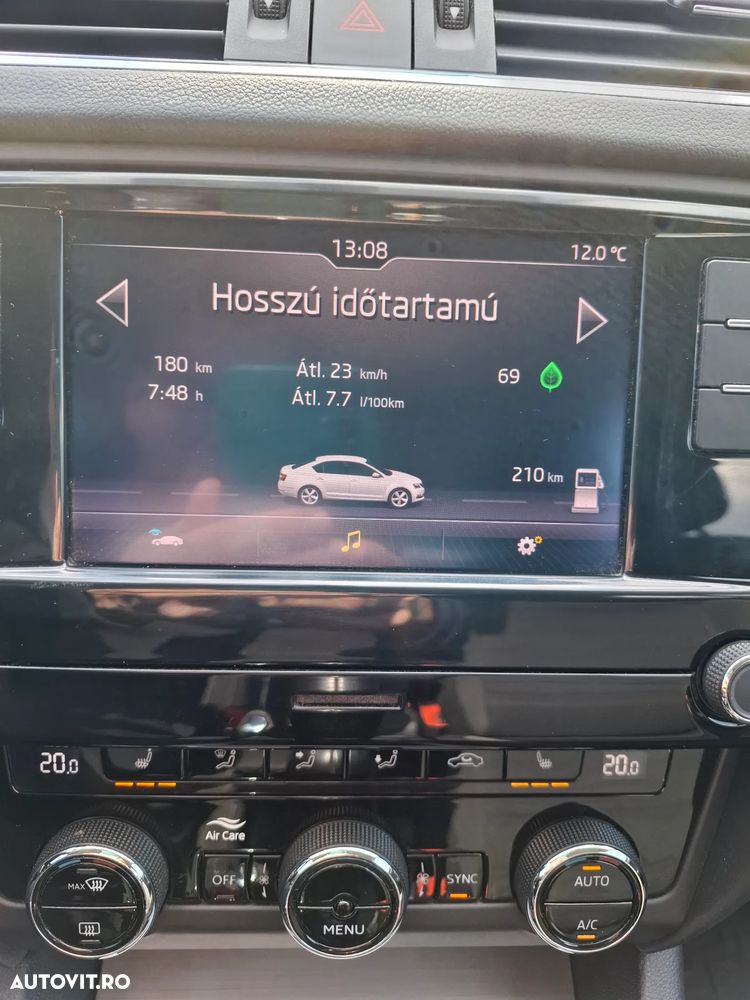 13:08
12.0 °C
Hosszú időtartamú
180 km
Átl. 23 km/h
69
7:48 h
Átl. 7.7 l/100km
210 km
20.0
20.0
Air Care
MAX
OFF
SYNC
AUTO
MENU
A/C
AUTOVIT.RO